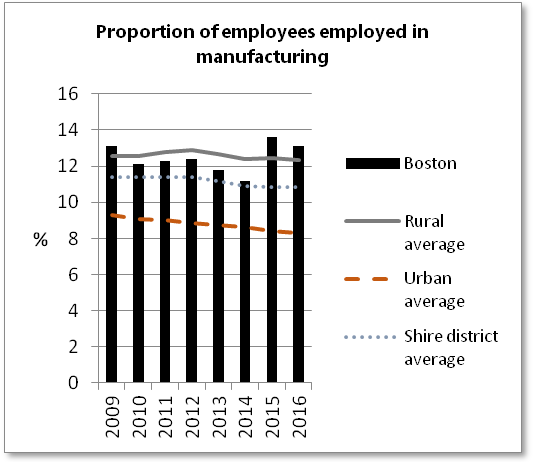 Proportion of employees employed in
manufacturing
16
14
12
10
8
6
4
2
0
%
2009
2010
2011
2012
2013
2014
2015
2016
Boston
Rural
average
Urban
average
Shire district
average